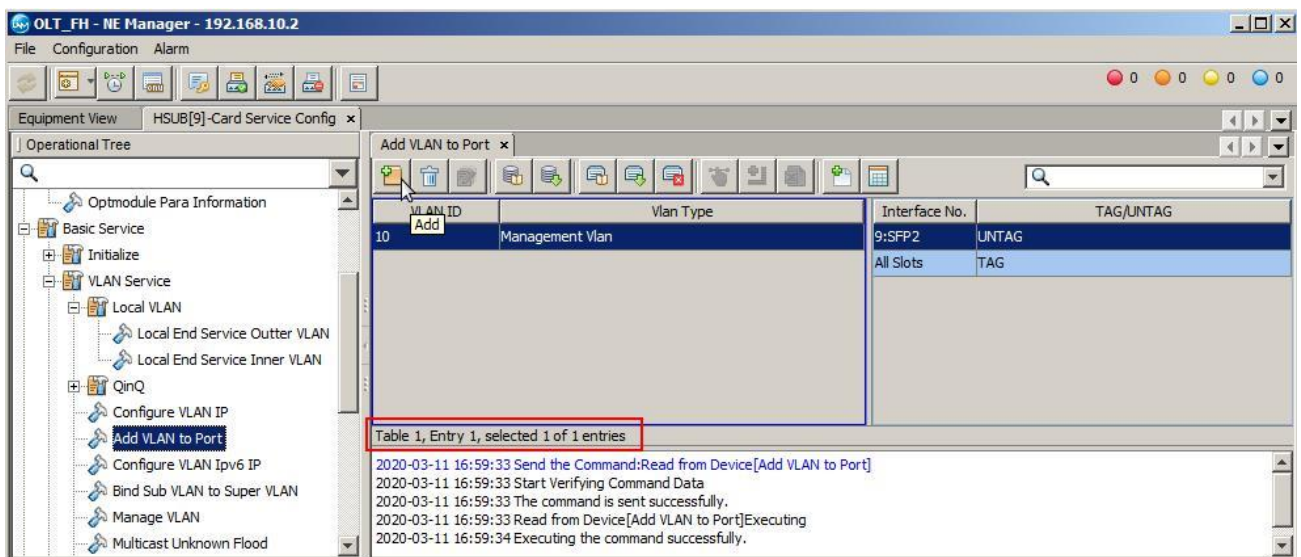 OLT_FH - NE Manager - 192.168.10.2
File Configuration Alarm
0 0 0 0
Equipment View HSUB[9]-Card Service Config
Operational Tree
Add VLAN to Port
Optmodule Para Information
Basic Service
Initialize
VLAN Service
Local VLAN
Local End Service Outter VLAN
Local End Service Inner VLAN
QinQ
Configure VLAN IP
Add VLAN to Port
Configure VLAN Ipv6 IP
Bind Sub VLAN to Super VLAN
Manage VLAN
Multicast Unknown Flood
VLAN ID Vlan Type
Add
10 Management Vlan
Interface No. TAG/UNTAG
9:SFP2 UNTAG
All Slots TAG
Table 1, Entry 1, selected 1 of 1 entries
2020-03-11 16:59:33 Send the Command:Read from Device[Add VLAN to Port]
2020-03-11 16:59:33 Start Verifying Command Data
2020-03-11 16:59:33 The command is sent successfully.
2020-03-11 16:59:33 Read from Device[Add VLAN to Port]Executing
2020-03-11 16:59:34 Executing the command successfully.